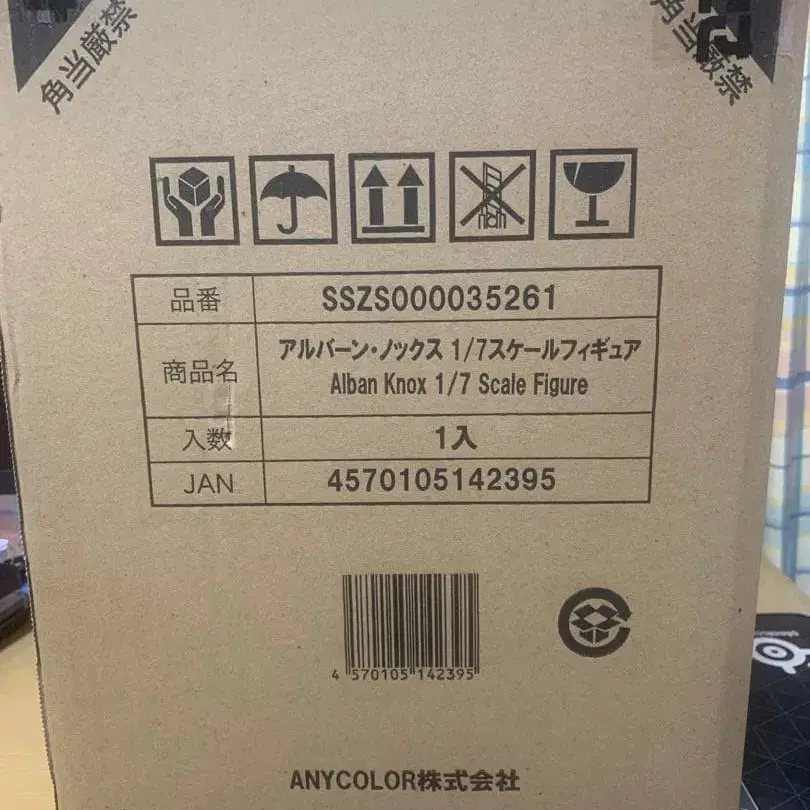 角当厳禁
角当厳禁
品番 SSZS000035261
商品名 アルバーン・ノックス 1/7スケールフィギュア
Alban Knox 1/7 Scale Figure
入数 1入
JAN 4570105142395
4 570105 142395
ANYCOLOR株式会社